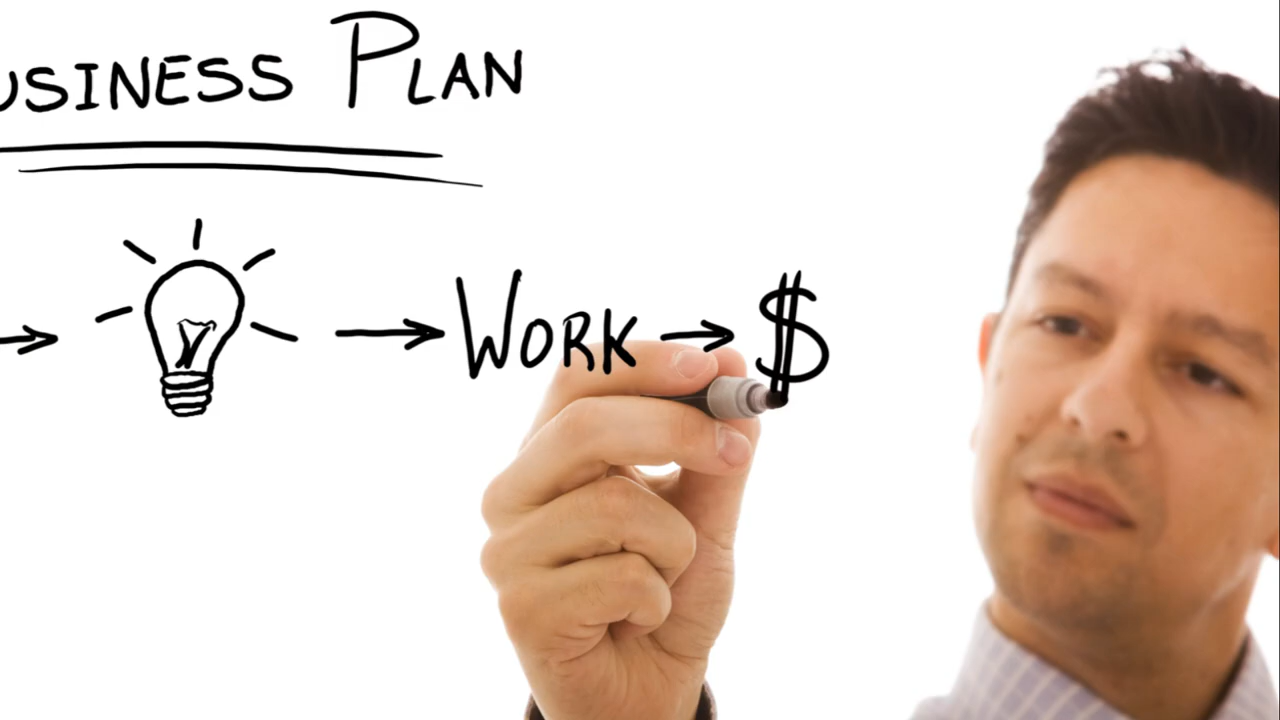 USINESS PLAN
→ → WORK → $